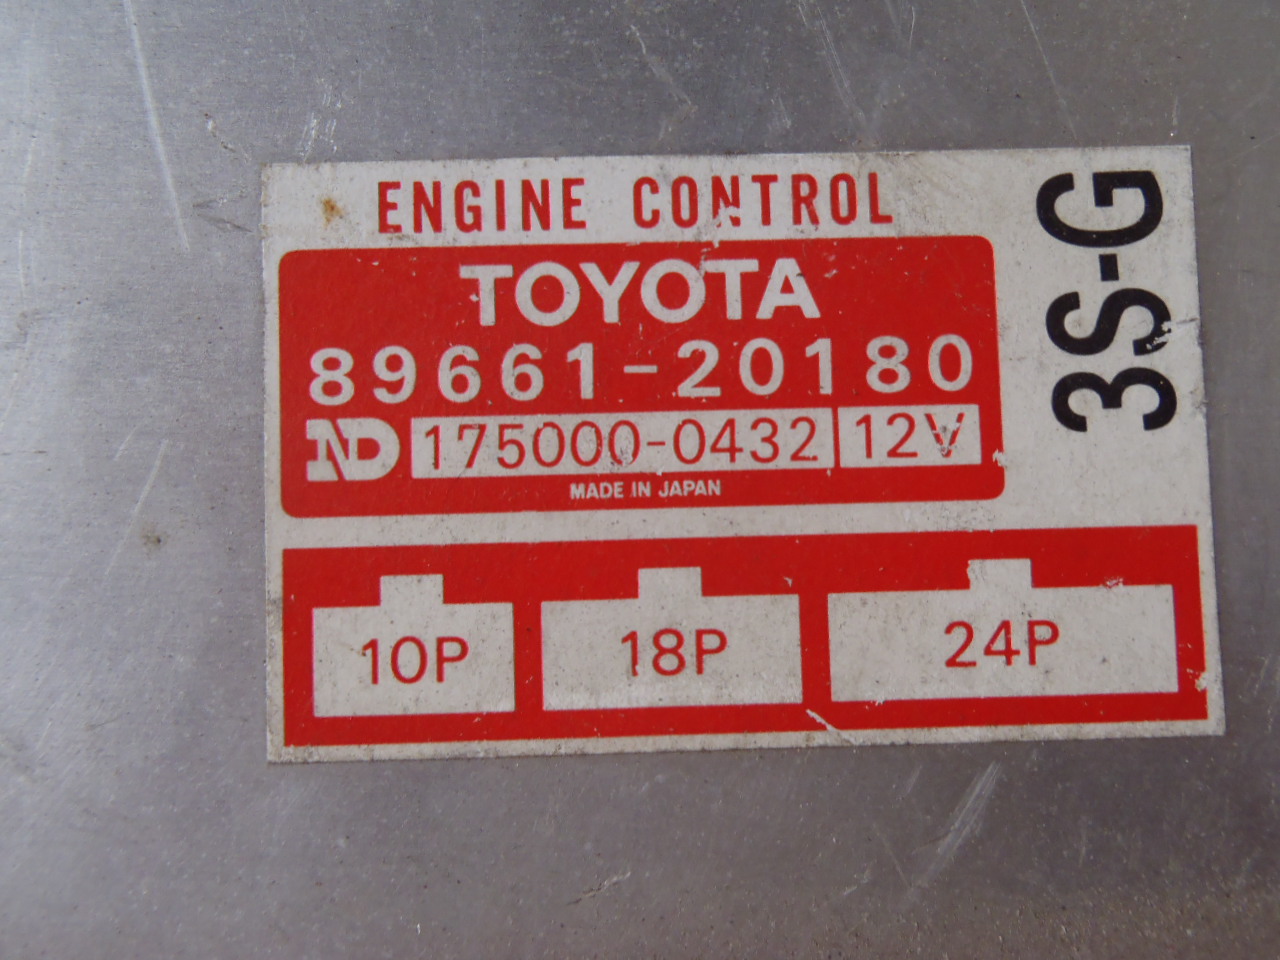 ENGINE CONTROL
TOYOTA
89661-20180
ND 175000-0432 12V
MADE IN JAPAN
3S-G
10P 18P 24P